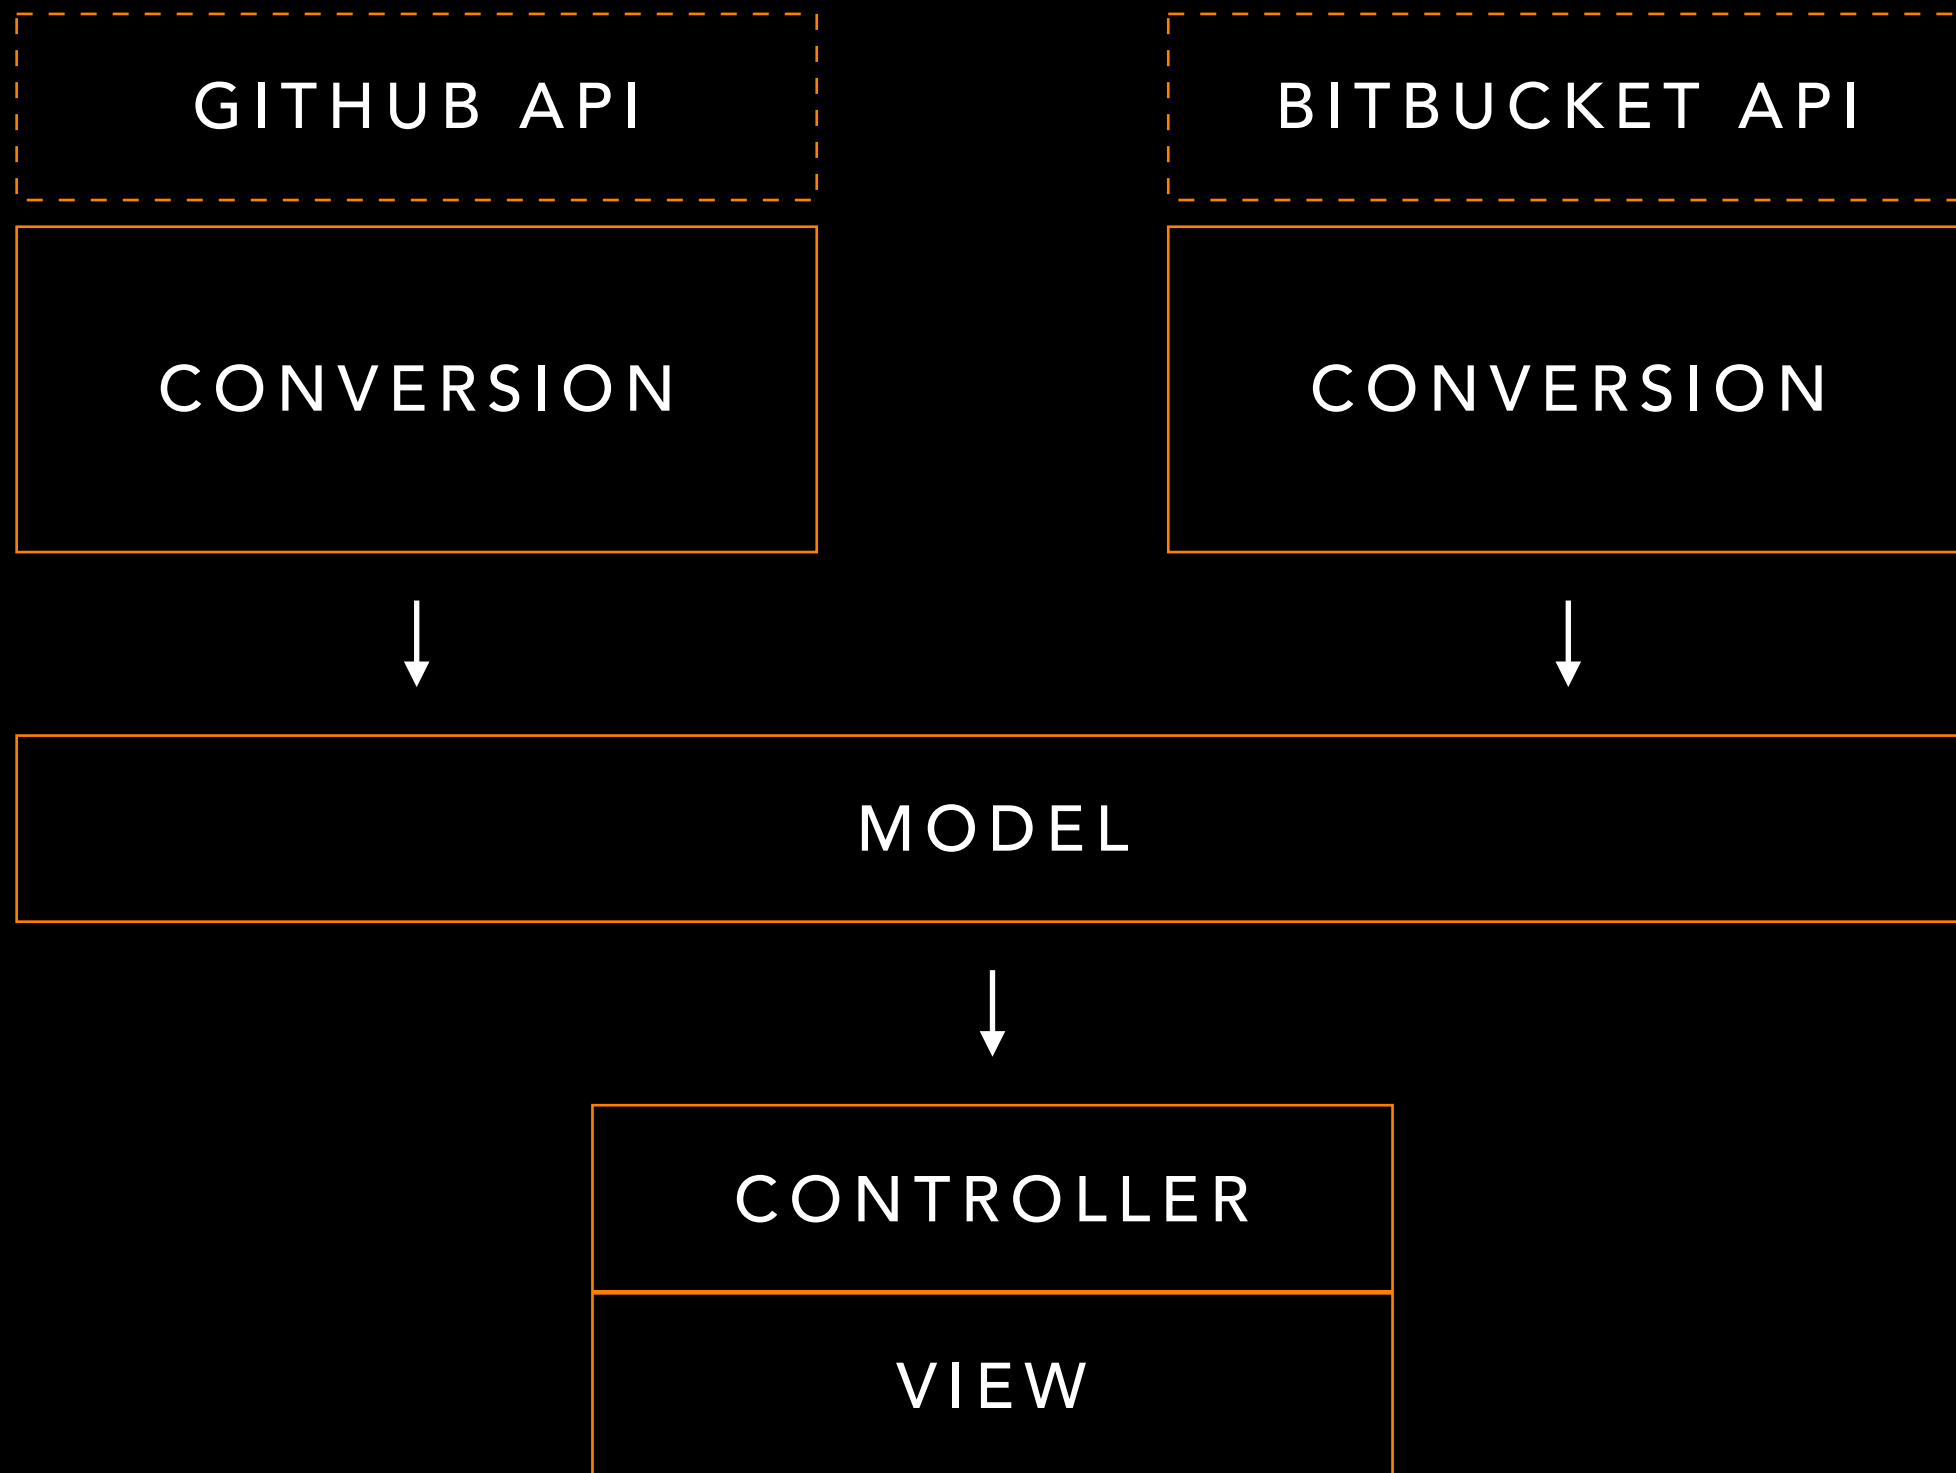 GITHUB API
BITBUCKET API
CONVERSION
CONVERSION
MODEL
CONTROLLER
VIEW